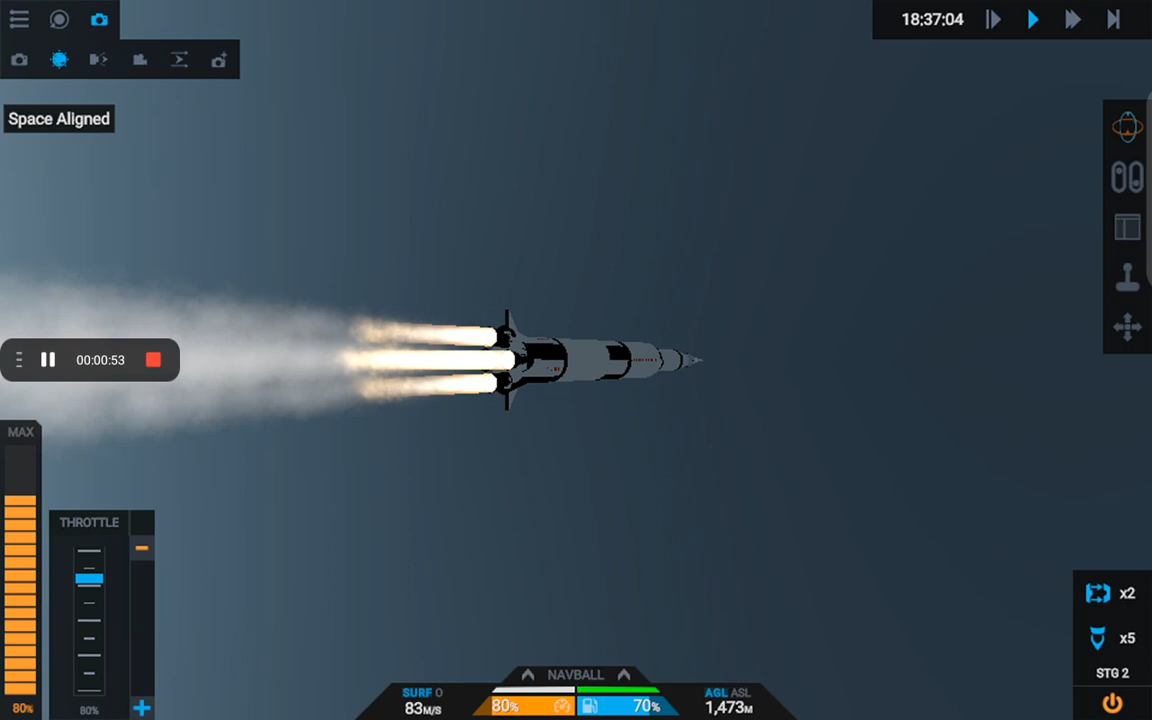 18:37:04
Space Aligned
00:00:53
MAX
THROTTLE
80%
80%
x2
x5
STG 2
NAVBALL
SURF O
83M/S
80%
70%
AGL ASL
1,473M